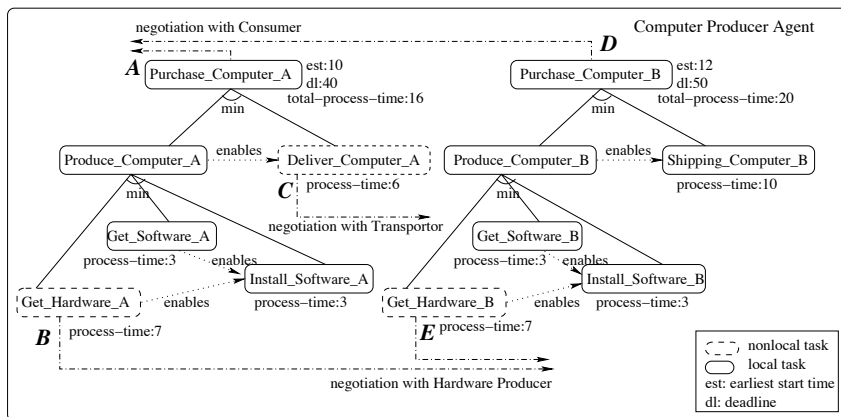 negotiation with Consumer
Computer Producer Agent
A
D
Purchase_Computer_A
est:10
dl:40
total-process-time:16
Purchase_Computer_B
est:12
dl:50
total-process-time:20
min
min
Produce_Computer_A
enables
Deliver_Computer_A
process-time:6
Produce_Computer_B
enables
Shipping_Computer_B
process-time:10
min
C
min
negotiation with Transportor
Get_Software_A
process-time:3
enables
Get_Software_B
process-time:3
enables
Install_Software_A
process-time:3
Install_Software_B
process-time:3
Get_Hardware_A
enables
process-time:7
Get_Hardware_B
enables
process-time:7
B
E
negotiation with Hardware Producer
nonlocal task
local task
est: earliest start time
dl: deadline